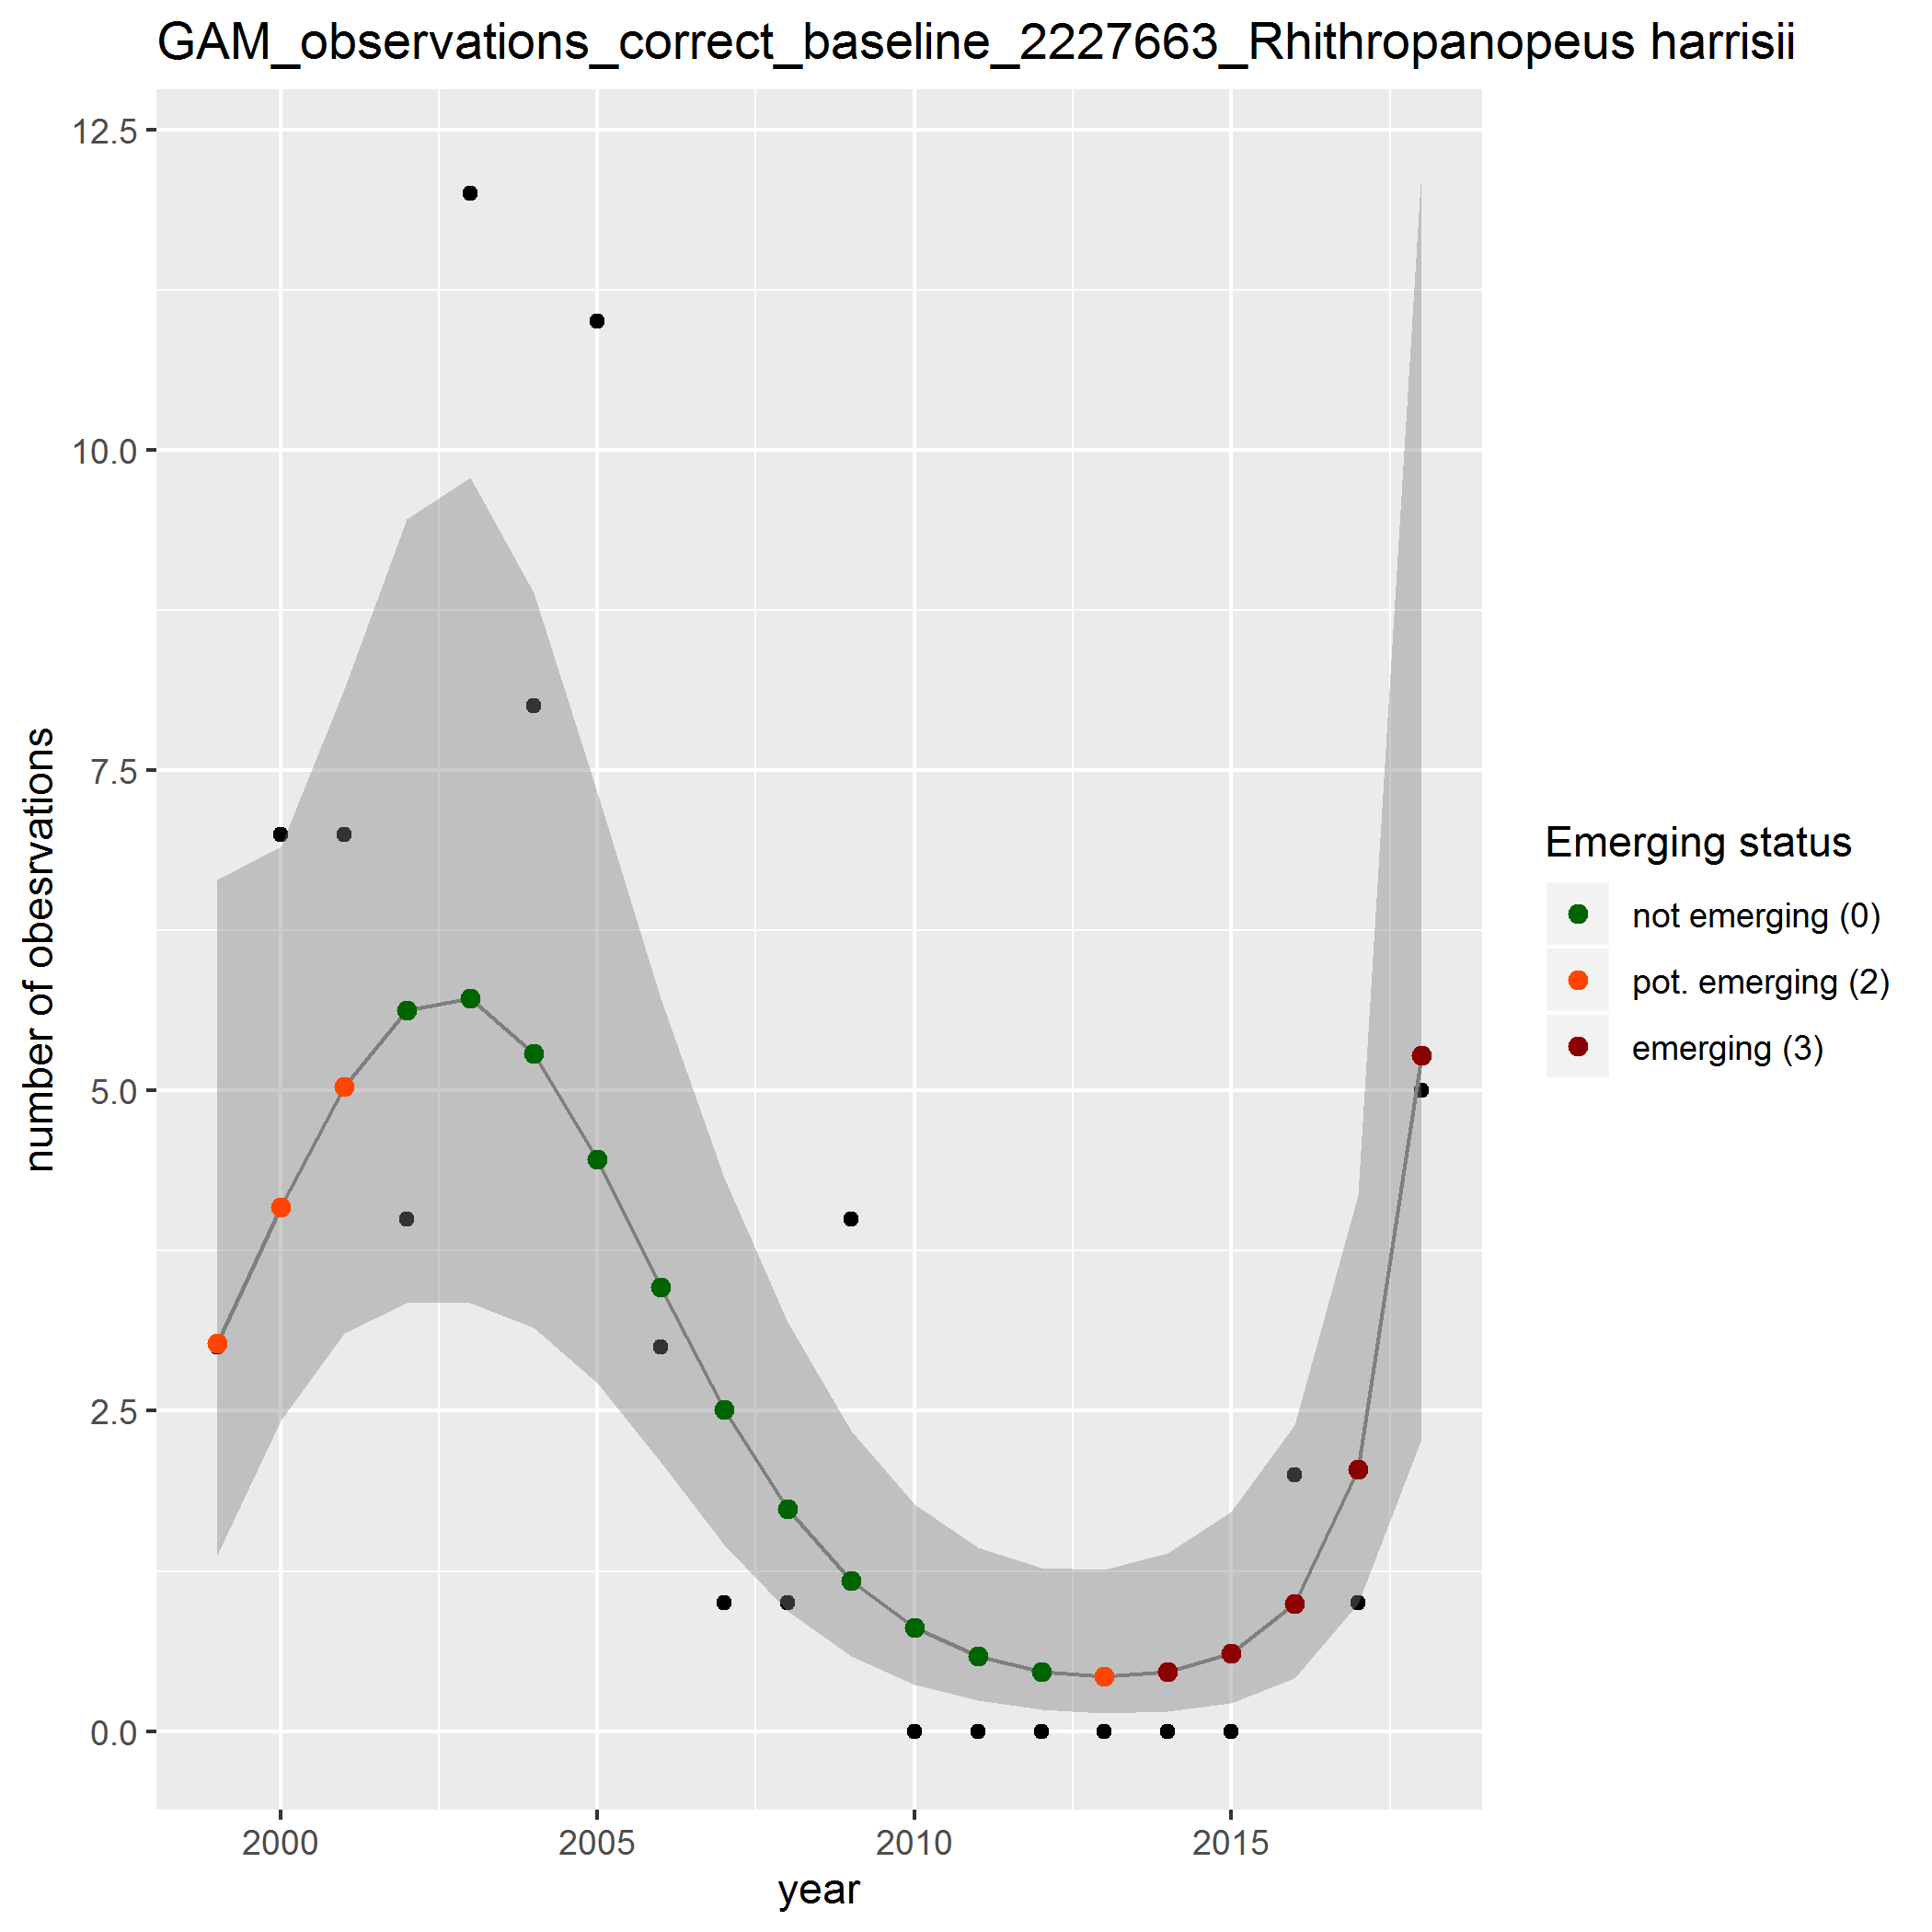 GAM_observations_correct_baseline_2227663_Rhithropanopeus harrisii
12.5
10.0
7.5
5.0
2.5
0.0
number of obesrvations
2000
2005
2010
2015
year
Emerging status
not emerging (0)
pot. emerging (2)
emerging (3)